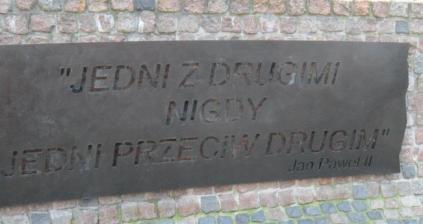 "JEDNI Z DRUGIMI
NIGDY
JEDNI PRZECIW DRUGIM"
Jan Paweł II